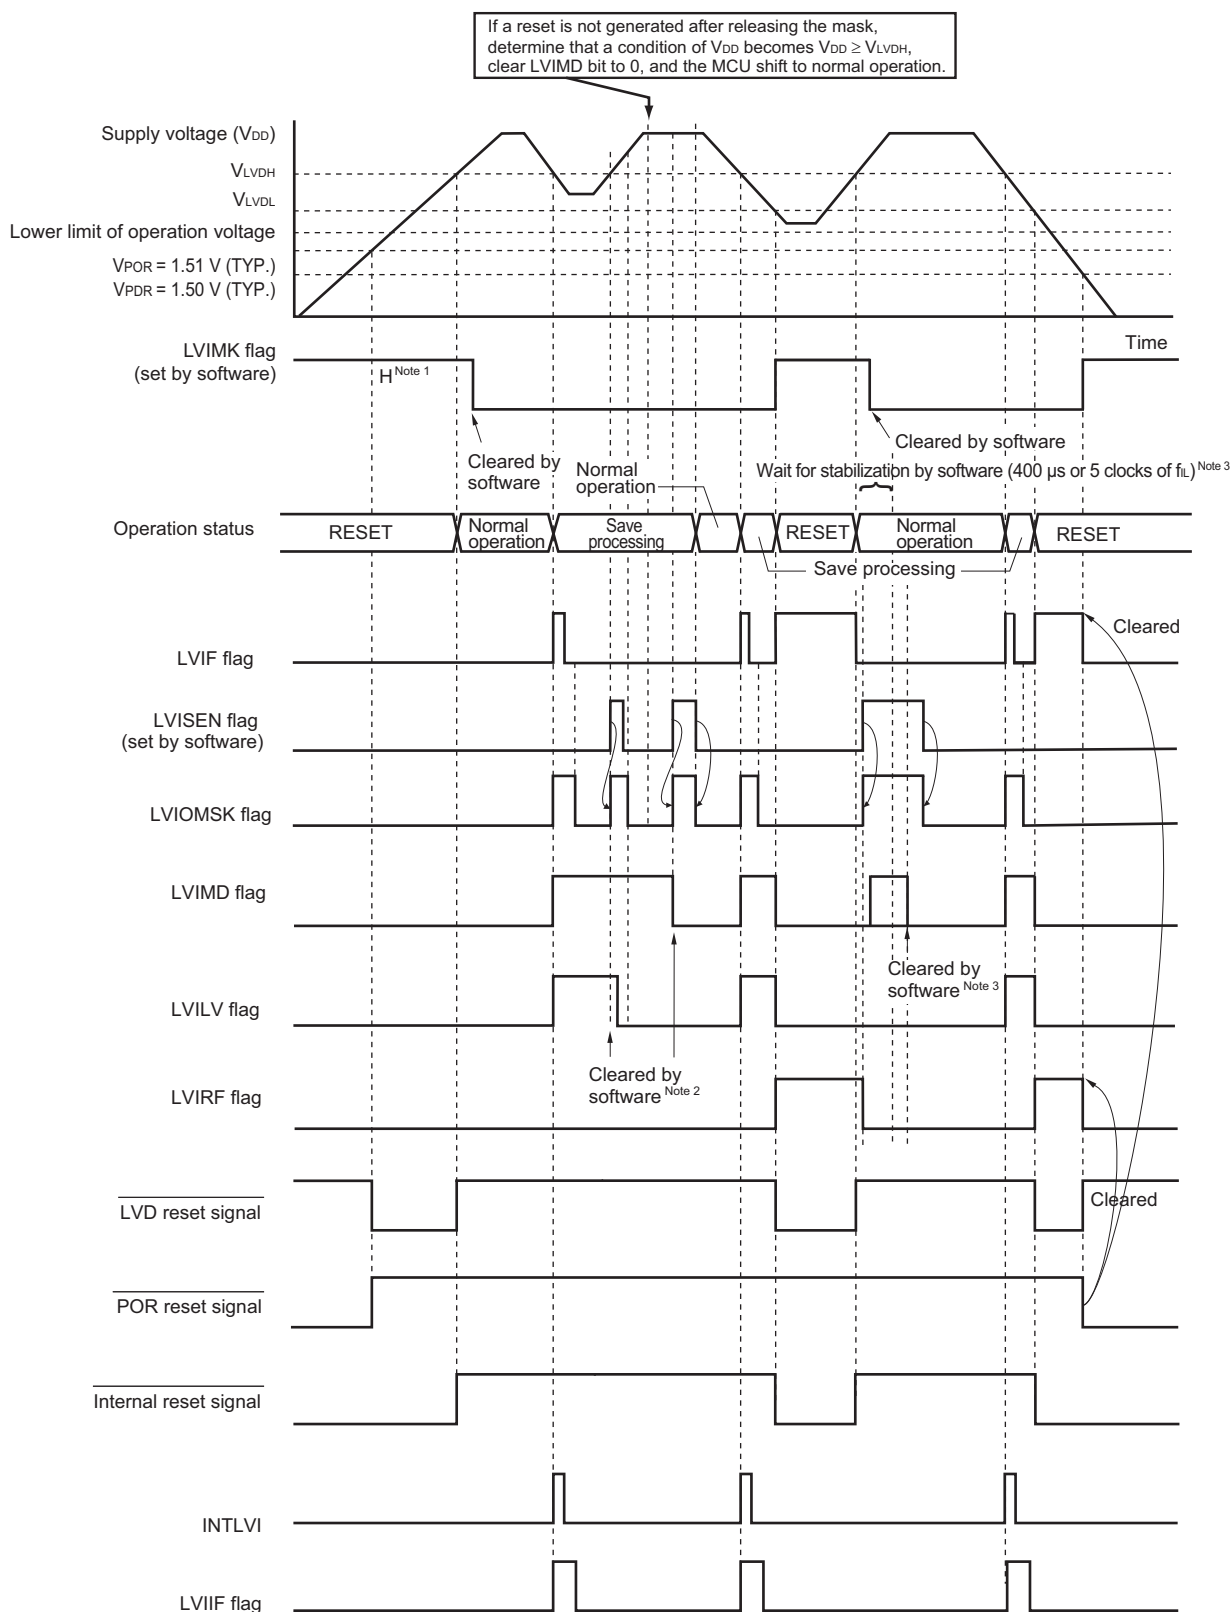 If a reset is not generated after releasing the mask,
determine that a condition of VDD becomes VDD ≥ VLVDH,
clear LVIMD bit to 0, and the MCU shift to normal operation.
Supply voltage (VDD)
VLVDH
VLVDL
Lower limit of operation voltage
VPOR = 1.51 V (TYP.)
VPDR = 1.50 V (TYP.)
Time
LVIMK flag
(set by software)
H Note 1
Cleared by
software
Normal
operation
Cleared by software
Wait for stabilization by software (400 µs or 5 clocks of fIL) Note 3
Operation status
RESET
Normal
operation
Save
processing
RESET
Normal
operation
RESET
Save processing
LVIF flag
Cleared
LVISEN flag
(set by software)
LVIOMSK flag
LVIMD flag
Cleared by
software Note 3
LVILV flag
Cleared by
software Note 2
LVIRF flag
LVD reset signal
Cleared
POR reset signal
Internal reset signal
INTLVI
LVIIF flag